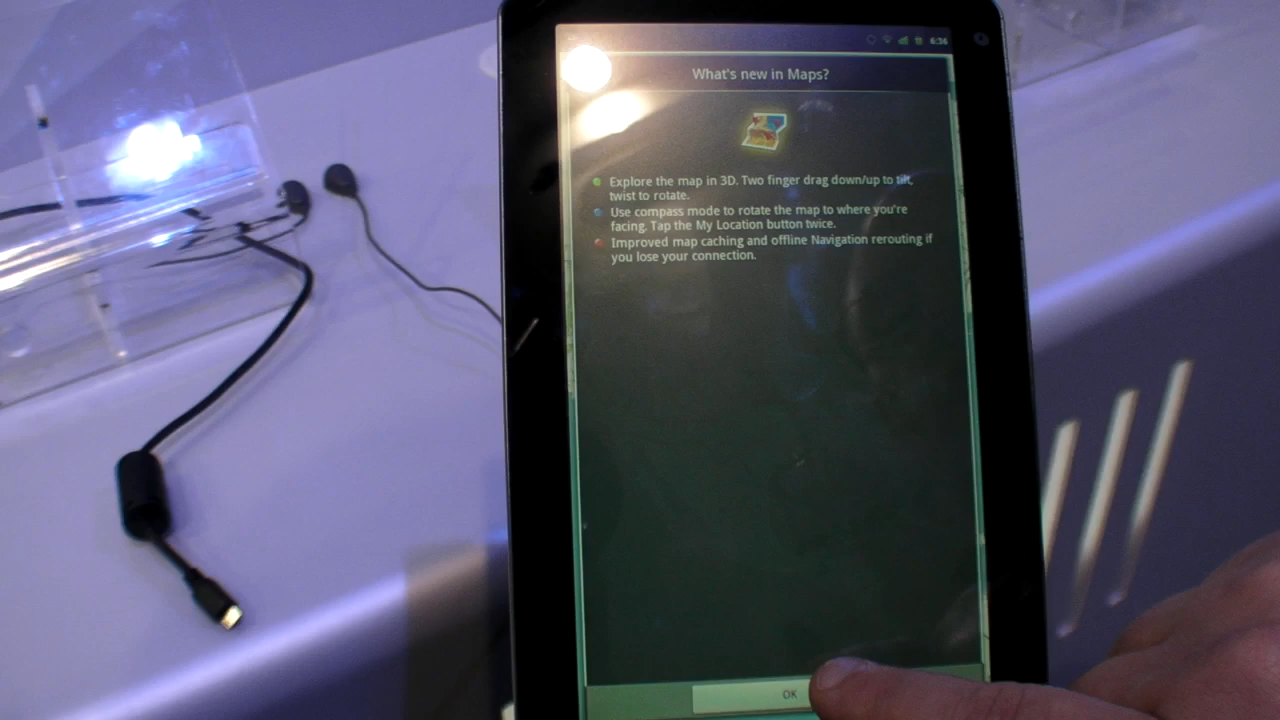 6:36
What's new in Maps?
Explore the map in 3D. Two finger drag down/up to tilt,
twist to rotate.
Use compass mode to rotate the map to where you're
facing. Tap the My Location button twice.
Improved map caching and offline Navigation rerouting if
you lose your connection.
OK